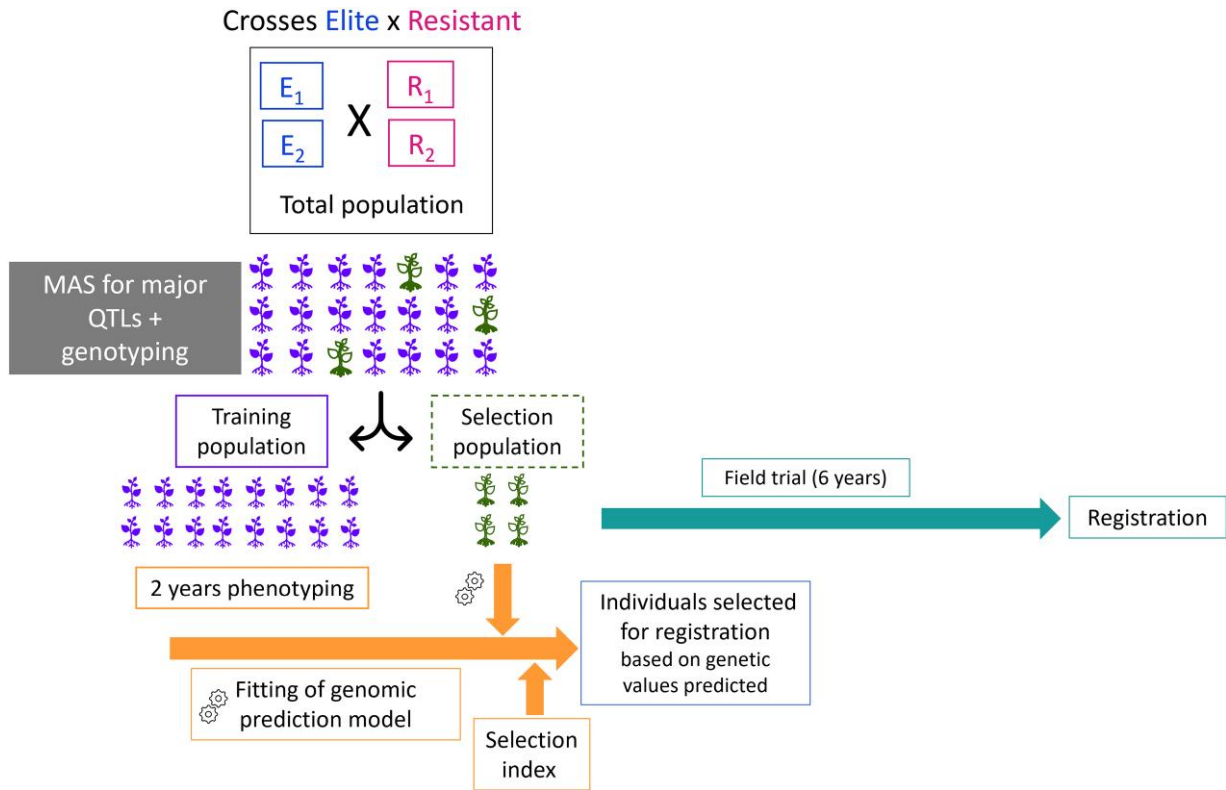 Crosses Elite x Resistant
E₁
R₁
X
E₂
R₂
Total population
MAS for major
QTLs +
genotyping
Training
population
Selection
population
Field trial (6 years)
Registration
2 years phenotyping
Individuals selected
for registration
based on genetic
values predicted
Fitting of genomic
prediction model
Selection
index